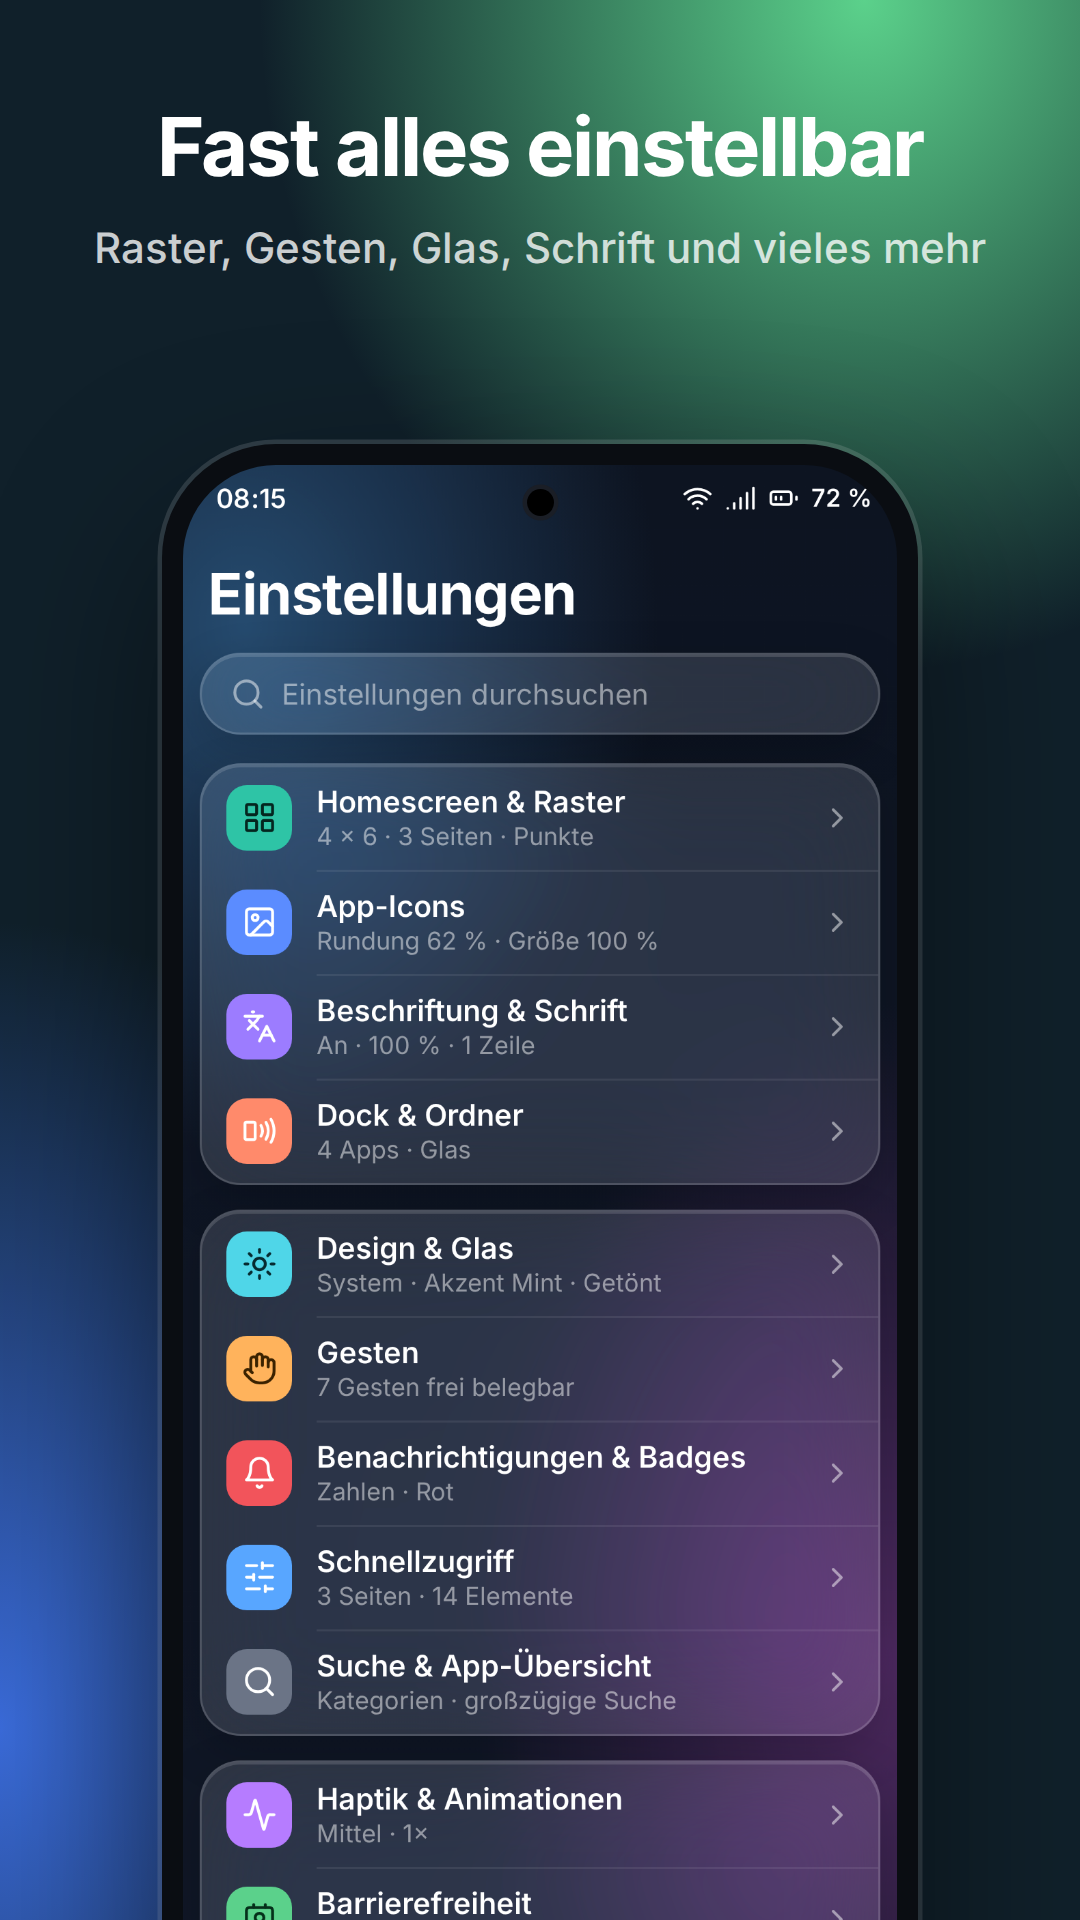 Fast alles einstellbar
Raster, Gesten, Glas, Schrift und vieles mehr
08:15
72 %
Einstellungen
Einstellungen durchsuchen
Homescreen & Raster
4 × 6 · 3 Seiten · Punkte
App-Icons
Rundung 62 % · Größe 100 %
Beschriftung & Schrift
An · 100 % · 1 Zeile
Dock & Ordner
4 Apps · Glas
Design & Glas
System · Akzent Mint · Getönt
Gesten
7 Gesten frei belegbar
Benachrichtigungen & Badges
Zahlen · Rot
Schnellzugriff
3 Seiten · 14 Elemente
Suche & App-Übersicht
Kategorien · großzügige Suche
Haptik & Animationen
Mittel · 1×
Barrierefreiheit